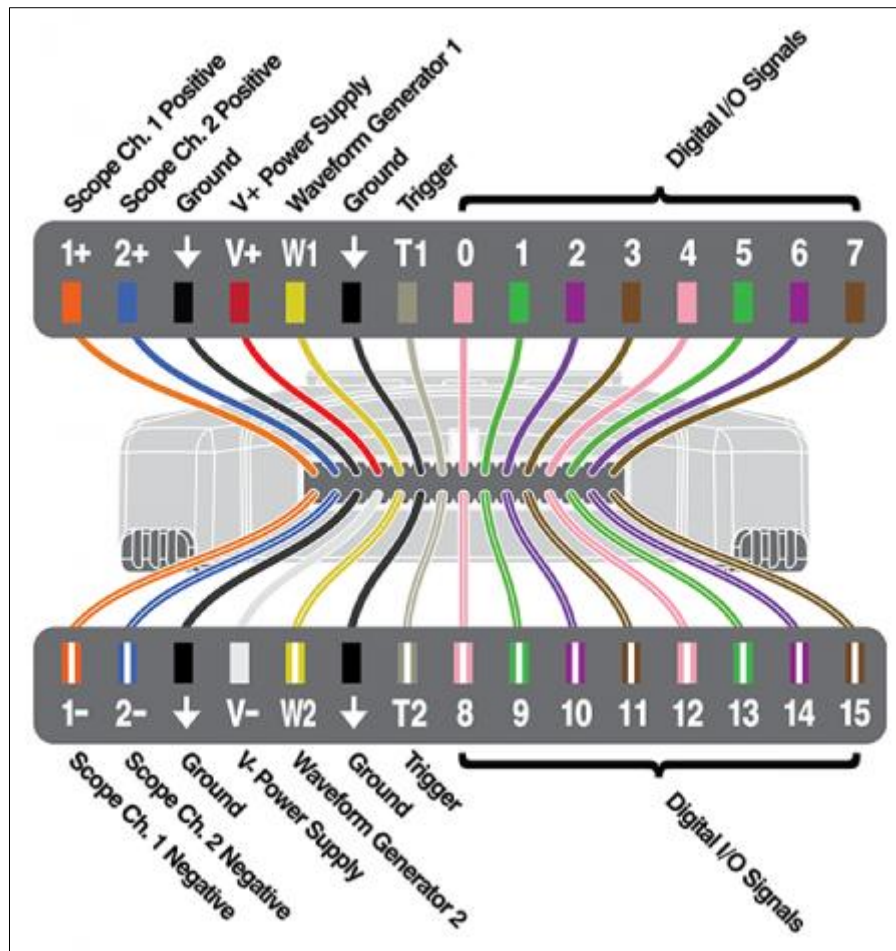 Scope Ch. 1 Positive
Scope Ch. 2 Positive
Ground
V+ Power Supply
Waveform Generator 1
Ground
Trigger
Digital I/O Signals
1+ 2+ ↓ V+ W1 ↓ T1 0 1 2 3 4 5 6 7
1- 2- ↓ V- W2 ↓ T2 8 9 10 11 12 13 14 15
Scope Ch. 1 Negative
Scope Ch. 2 Negative
Ground
V- Power Supply
Waveform Generator 2
Ground
Trigger
Digital I/O Signals